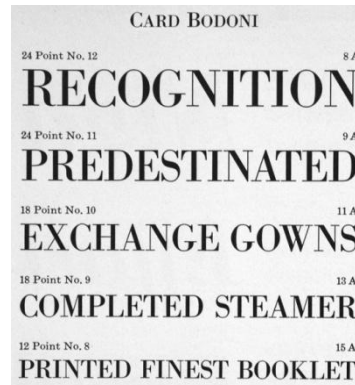 CARD BODONI
24 Point No. 12 8 A
RECOGNITION
24 Point No. 11 9 A
PREDESTINATED
18 Point No. 10 11 A
EXCHANGE GOWNS
18 Point No. 9 13 A
COMPLETED STEAMER
12 Point No. 8 15 A
PRINTED FINEST BOOKLET